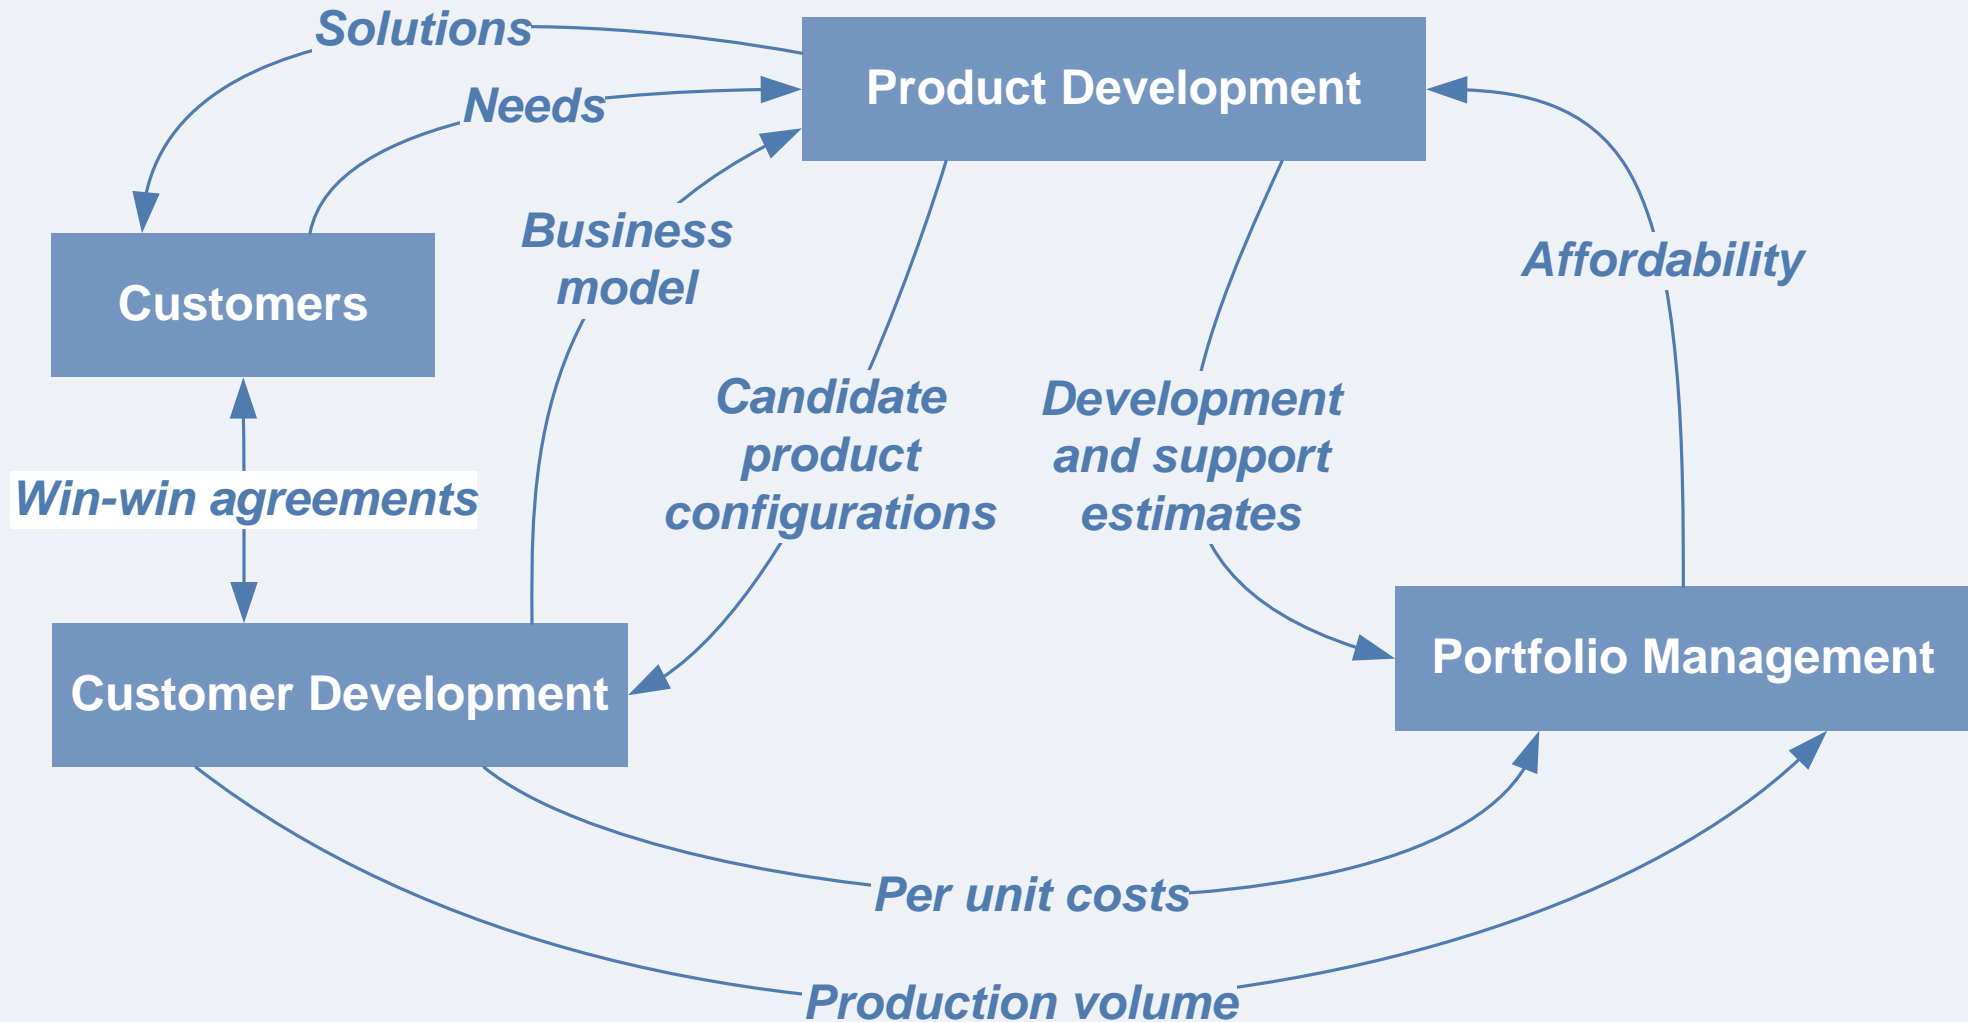 Solutions
Product Development
Needs
Business
model
Affordability
Customers
Candidate
product
configurations
Development
and support
estimates
Win-win agreements
Portfolio Management
Customer Development
Per unit costs
Production volume